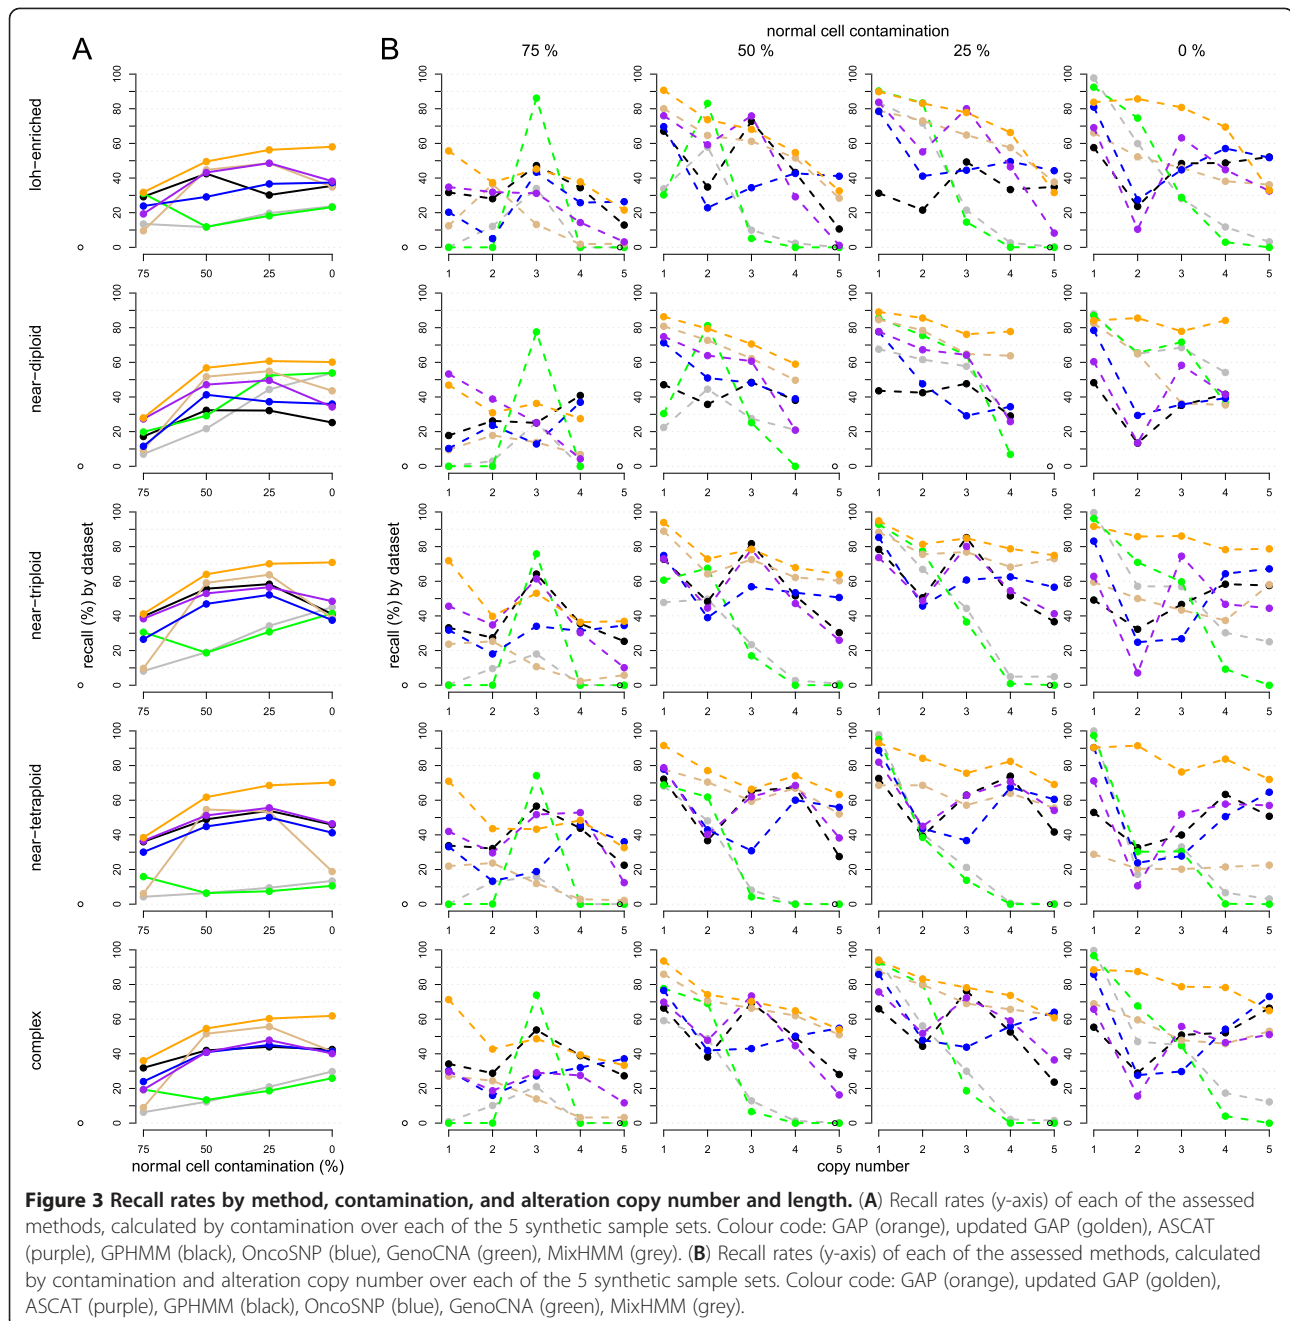 A
B
normal cell contamination
75 %
50 %
25 %
0 %
loh−enriched
near−diploid
near−triploid
near−tetraploid
complex
recall (%) by dataset
recall (%) by dataset
0 20 40 60 80 100
75 50 25 0
1 2 3 4 5
normal cell contamination (%)
copy number
Figure 3 Recall rates by method, contamination, and alteration copy number and length. (A) Recall rates (y-axis) of each of the assessed
methods, calculated by contamination over each of the 5 synthetic sample sets. Colour code: GAP (orange), updated GAP (golden), ASCAT
(purple), GPHMM (black), OncoSNP (blue), GenoCNA (green), MixHMM (grey). (B) Recall rates (y-axis) of each of the assessed methods, calculated
by contamination and alteration copy number over each of the 5 synthetic sample sets. Colour code: GAP (orange), updated GAP (golden),
ASCAT (purple), GPHMM (black), OncoSNP (blue), GenoCNA (green), MixHMM (grey).